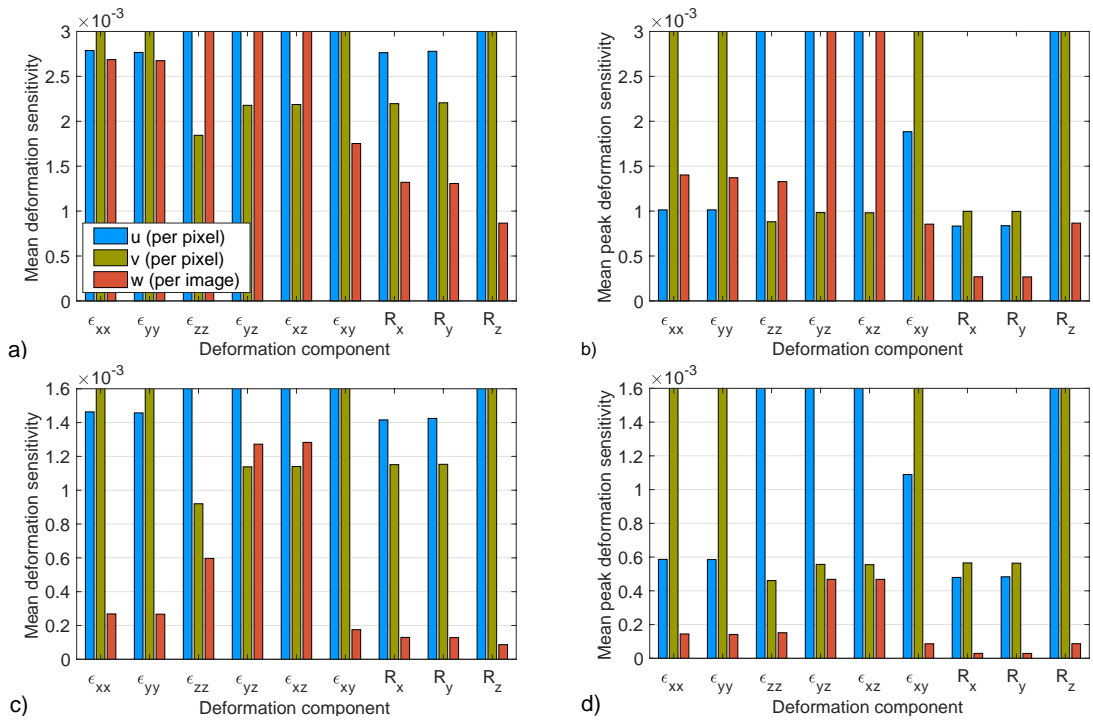 ×10⁻³
3
2.5
2
1.5
1
0.5
0
Mean deformation sensitivity
u (per pixel)
v (per pixel)
w (per image)
ϵxx ϵyy ϵzz ϵyz ϵxz ϵxy Rx Ry Rz
Deformation component
a)
×10⁻³
3
2.5
2
1.5
1
0.5
0
Mean peak deformation sensitivity
ϵxx ϵyy ϵzz ϵyz ϵxz ϵxy Rx Ry Rz
Deformation component
b)
×10⁻³
1.6
1.4
1.2
1
0.8
0.6
0.4
0.2
0
Mean deformation sensitivity
ϵxx ϵyy ϵzz ϵyz ϵxz ϵxy Rx Ry Rz
Deformation component
c)
×10⁻³
1.6
1.4
1.2
1
0.8
0.6
0.4
0.2
0
Mean peak deformation sensitivity
ϵxx ϵyy ϵzz ϵyz ϵxz ϵxy Rx Ry Rz
Deformation component
d)